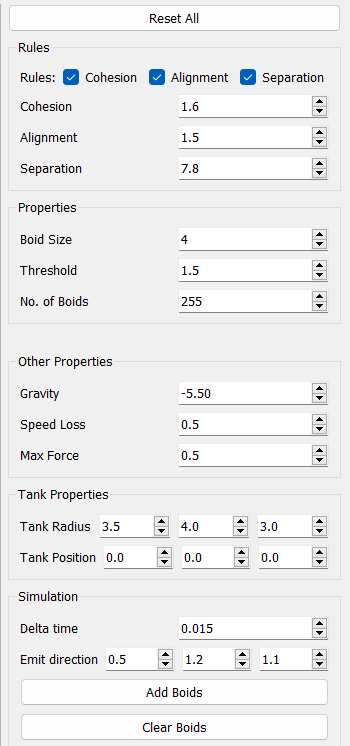 Reset All
Rules
Rules: Cohesion Alignment Separation
Cohesion 1.6
Alignment 1.5
Separation 7.8
Properties
Boid Size 4
Threshold 1.5
No. of Boids 255
Other Properties
Gravity -5.50
Speed Loss 0.5
Max Force 0.5
Tank Properties
Tank Radius 3.5 4.0 3.0
Tank Position 0.0 0.0 0.0
Simulation
Delta time 0.015
Emit direction 0.5 1.2 1.1
Add Boids
Clear Boids